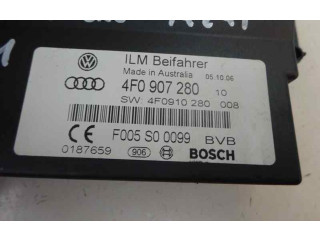 ILM Beifahrer
Made in Australia 05.10.06
4F0 907 280 10
SW: 4F0910 280 008
F005 S0 0099 BVB
0187659 906 BOSCH
1